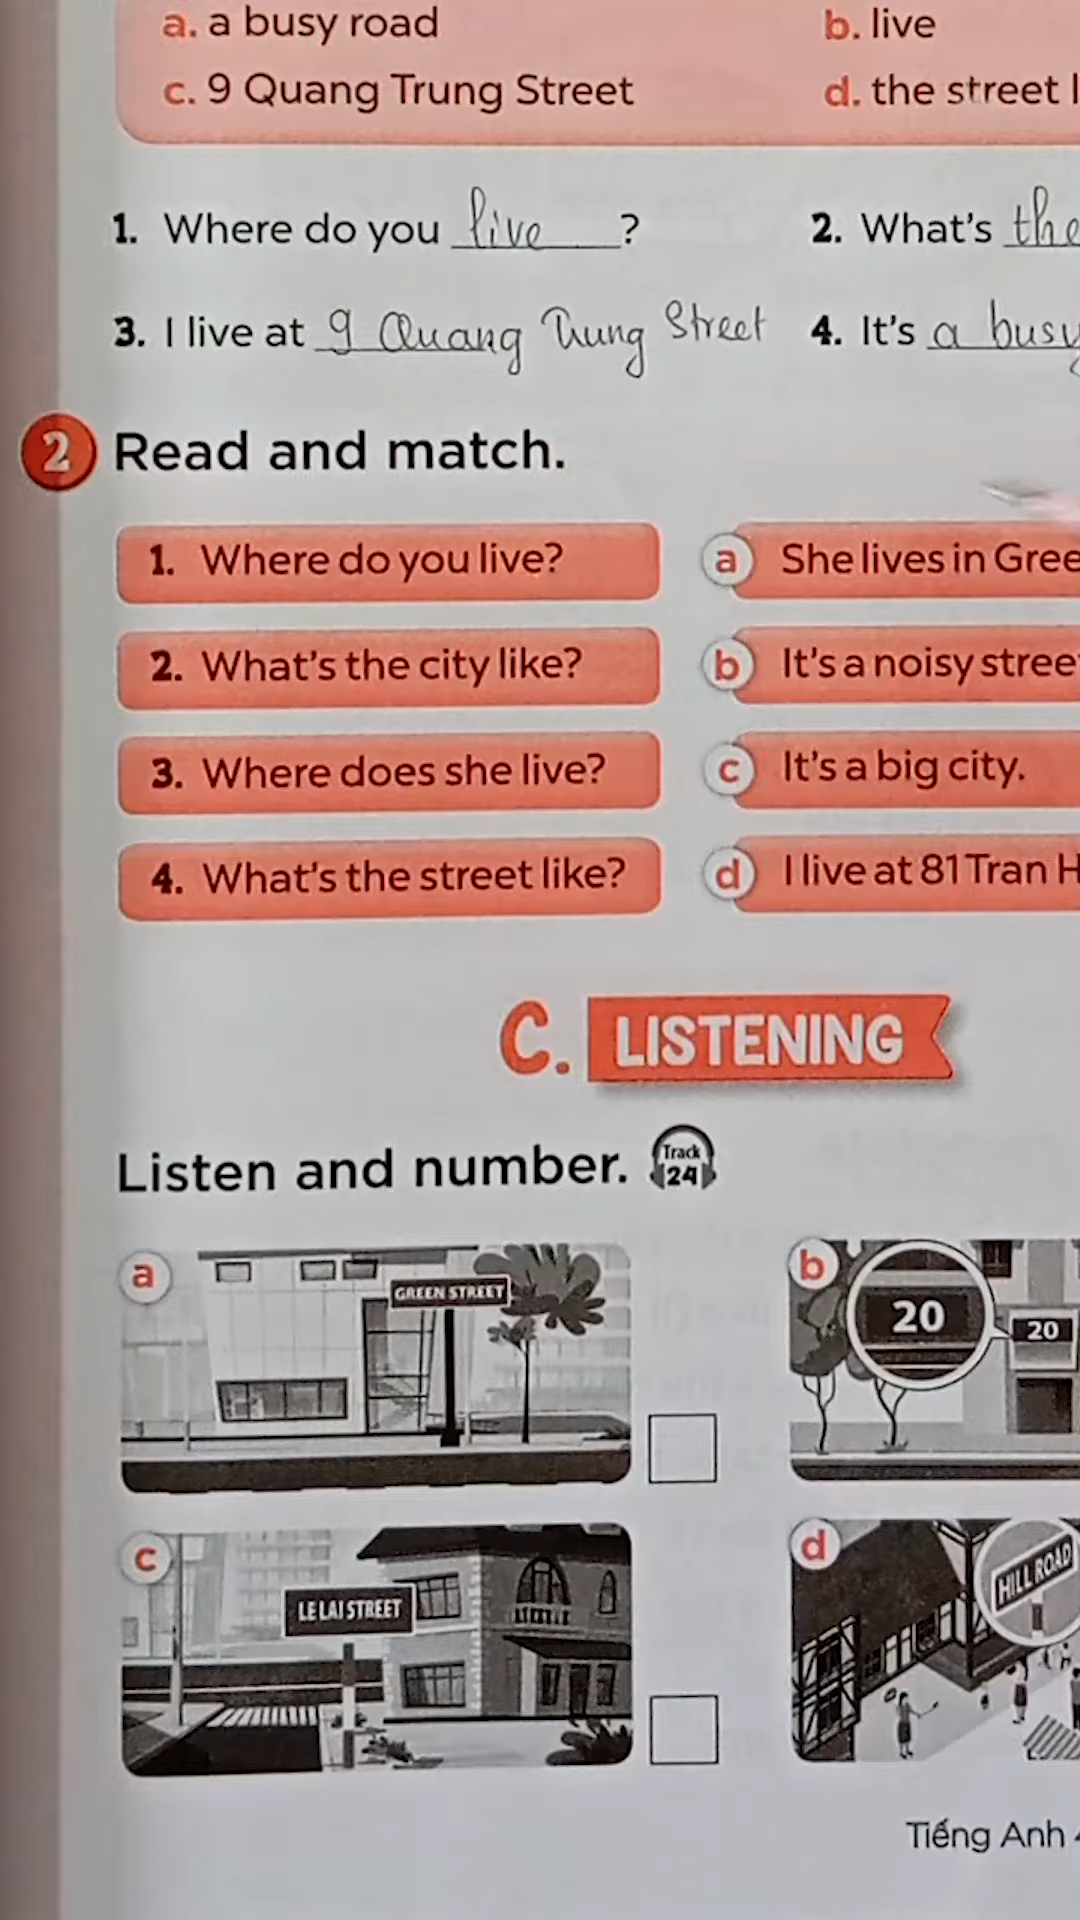 a. a busy road b. live
c. 9 Quang Trung Street d. the street
1. Where do you live? 2. What's the
3. I live at 9 Quang Trung Street 4. It's a busy
2 Read and match.
1. Where do you live? a She lives in Gree
2. What's the city like? b It's a noisy stree
3. Where does she live? c It's a big city.
4. What's the street like? d I live at 81 Tran H
C. LISTENING
Listen and number. Track 24
a GREEN STREET b 20 20
c LE LAI STREET d HILL ROAD
Tiếng Anh